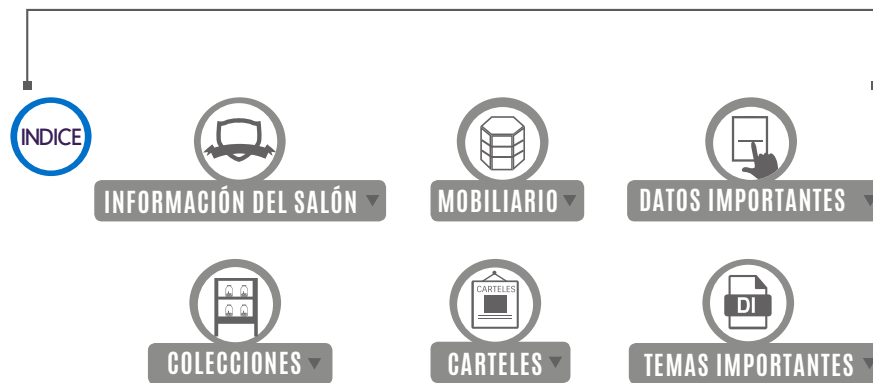 INDICE
INFORMACIÓN DEL SALÓN
MOBILIARIO
DATOS IMPORTANTES
CARTELES
DI
COLECCIONES
CARTELES
TEMAS IMPORTANTES